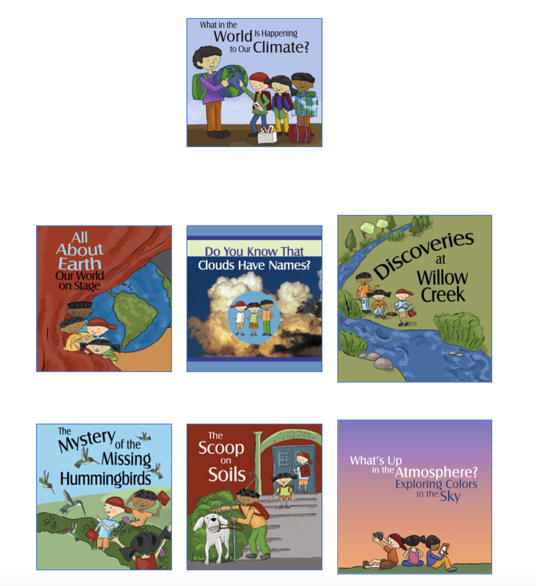 What in the
World Is Happening
to Our Climate?
All
About
Earth
Our World
on Stage
Do You Know That
Clouds Have Names?
Discoveries
at
Willow
Creek
The
Mystery of the
Missing
Hummingbirds
The
Scoop
on
Soils
What's Up
in the Atmosphere?
Exploring Colors
in the Sky